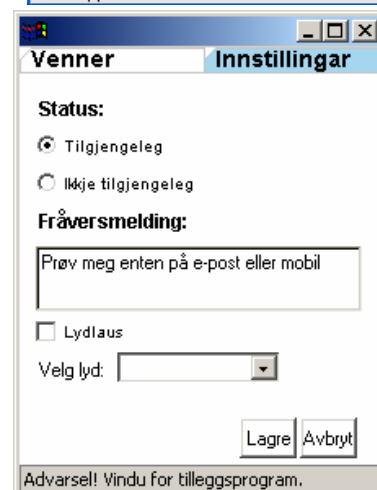 Venner Innstillingar
Status:
Tilgjengeleg
Ikkje tilgjengeleg
Fråversmelding:
Prøv meg enten på e-post eller mobil
Lydlaus
Velg lyd:
Lagre Avbryt
Advarsel! Vindu for tilleggsprogram.